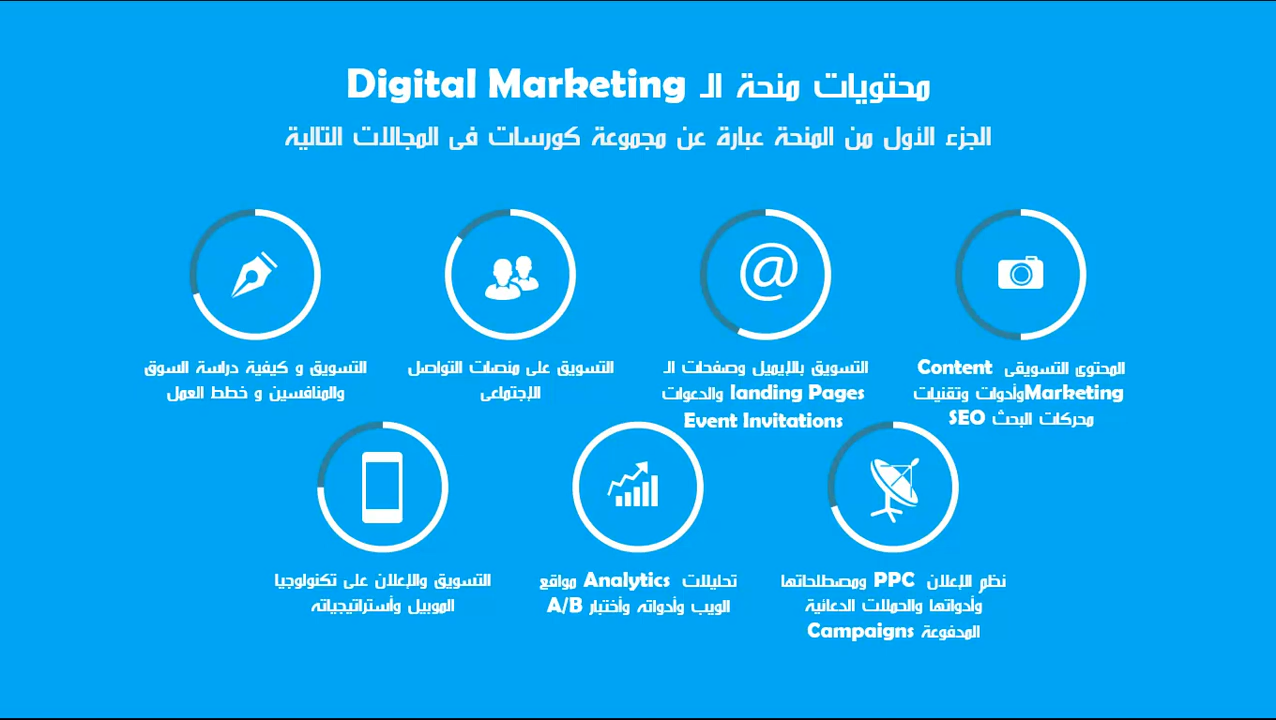 محتويات منحة الـ Digital Marketing
الجزء الأول من المنحة عبارة عن مجموعة كورسات فى المجالات التالية
المحتوى التسويقى Content
Marketingوأدوات وتقنيات
محركات البحث SEO
التسويق بالإيميل وصفحات الـ
landing Pages والدعوات
Event Invitations
التسويق على منصات التواصل
الإجتماعى
التسويق و كيفية دراسة السوق
والمنافسين و خطط العمل
نظم الإعلان PPC ومصطلحاتها
وأدواتها والحملات الدعائية
المدفوعة Campaigns
تحليلات Analytics مواقع
الويب وأدواته وأختبار A/B
التسويق والإعلان على تكنولوجيا
الموبيل وأستراتيجياته